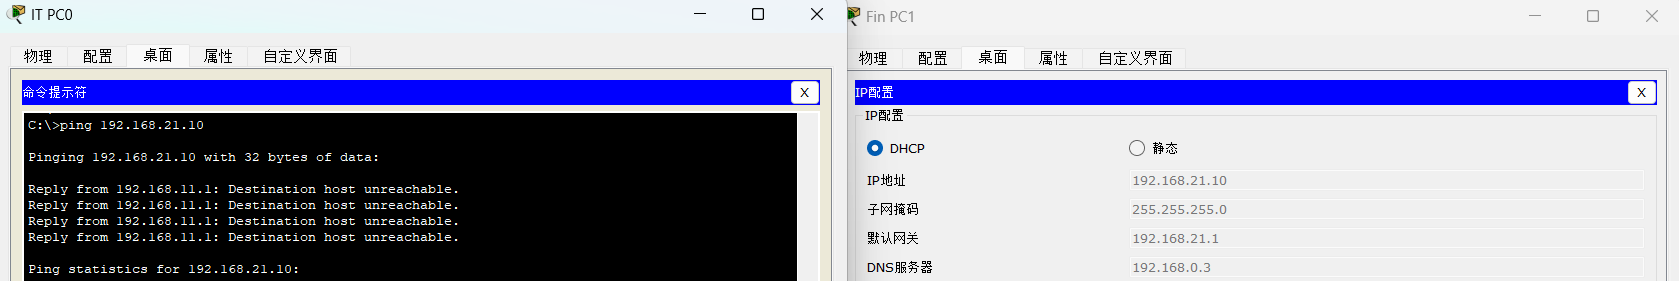 IT PC0
物理 配置 桌面 属性 自定义界面
命令提示符 X
C:\>ping 192.168.21.10
Pinging 192.168.21.10 with 32 bytes of data:
Reply from 192.168.11.1: Destination host unreachable.
Reply from 192.168.11.1: Destination host unreachable.
Reply from 192.168.11.1: Destination host unreachable.
Reply from 192.168.11.1: Destination host unreachable.
Ping statistics for 192.168.21.10:
Fin PC1
物理 配置 桌面 属性 自定义界面
IP配置 X
IP配置
DHCP 静态
IP地址 192.168.21.10
子网掩码 255.255.255.0
默认网关 192.168.21.1
DNS服务器 192.168.0.3